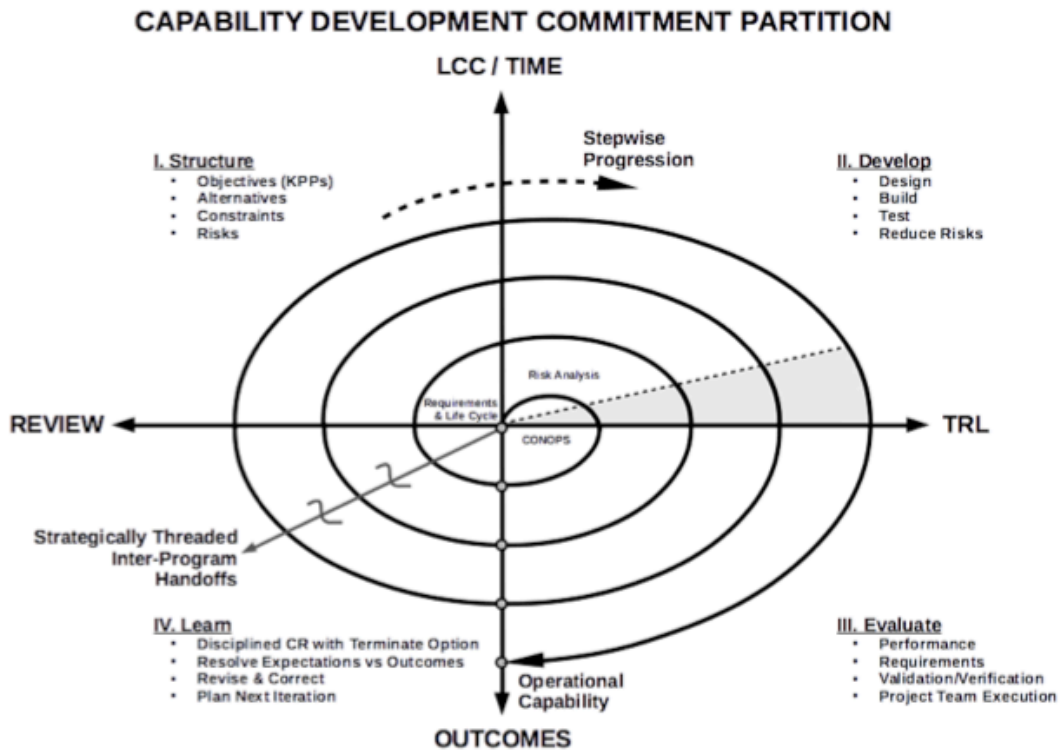 CAPABILITY DEVELOPMENT COMMITMENT PARTITION
LCC / TIME
Stepwise
Progression
I. Structure
• Objectives (KPPs)
• Alternatives
• Constraints
• Risks
II. Develop
• Design
• Build
• Test
• Reduce Risks
Risk Analysis
Requirements
& Life Cycle
CONOPS
REVIEW
TRL
Strategically Threaded
Inter-Program
Handoffs
IV. Learn
• Disciplined CR with Terminate Option
• Resolve Expectations vs Outcomes
• Revise & Correct
• Plan Next Iteration
III. Evaluate
• Performance
• Requirements
• Validation/Verification
• Project Team Execution
Operational
Capability
OUTCOMES